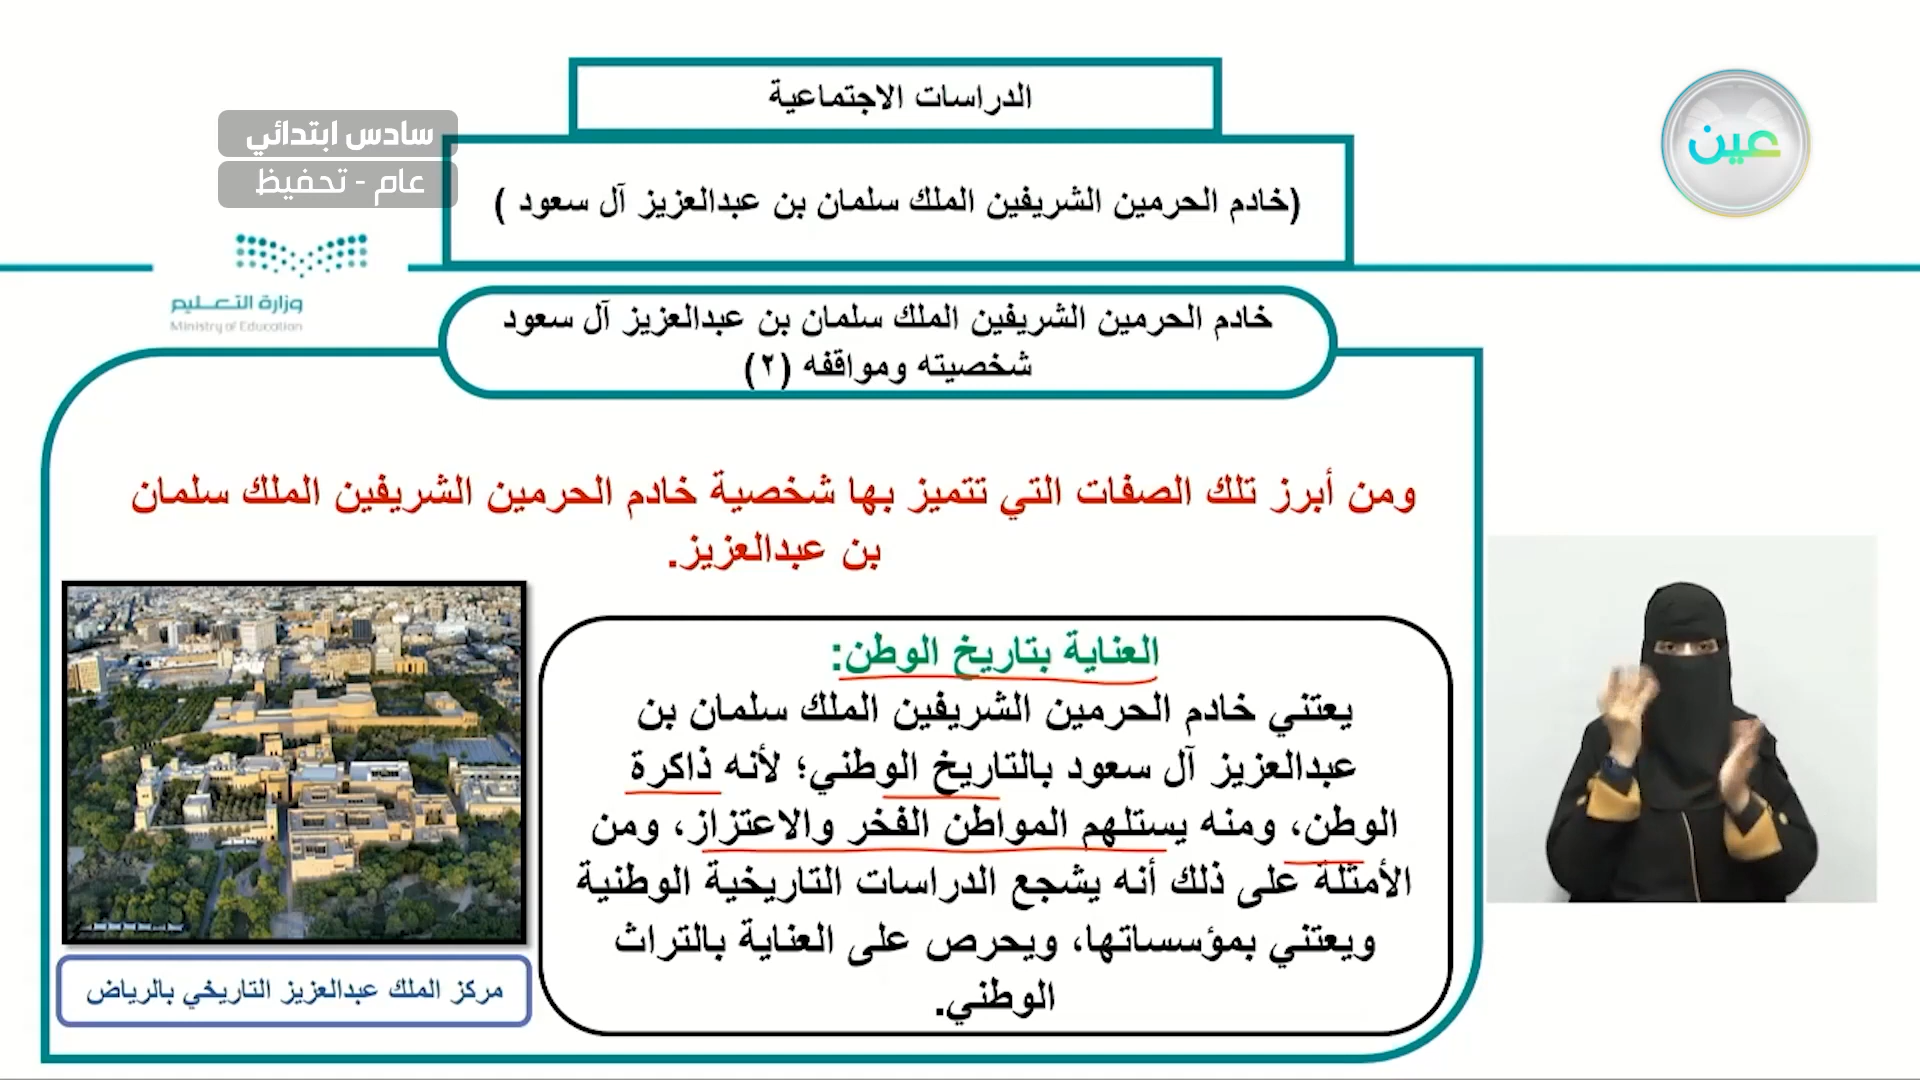 الدراسات الاجتماعية
سادس ابتدائي
عام - تحفيظ
عين
(خادم الحرمين الشريفين الملك سلمان بن عبدالعزيز آل سعود )
وزارة التعليم
Ministry of Education
خادم الحرمين الشريفين الملك سلمان بن عبدالعزيز آل سعود
شخصيته ومواقفه (٢)
ومن أبرز تلك الصفات التي تتميز بها شخصية خادم الحرمين الشريفين الملك سلمان
بن عبدالعزيز.
العناية بتاريخ الوطن:
يعتني خادم الحرمين الشريفين الملك سلمان بن
عبدالعزيز آل سعود بالتاريخ الوطني؛ لأنه ذاكرة
الوطن، ومنه يستلهم المواطن الفخر والاعتزاز، ومن
الأمثلة على ذلك أنه يشجع الدراسات التاريخية الوطنية
ويعتني بمؤسساتها، ويحرص على العناية بالتراث
الوطني.
مركز الملك عبدالعزيز التاريخي بالرياض